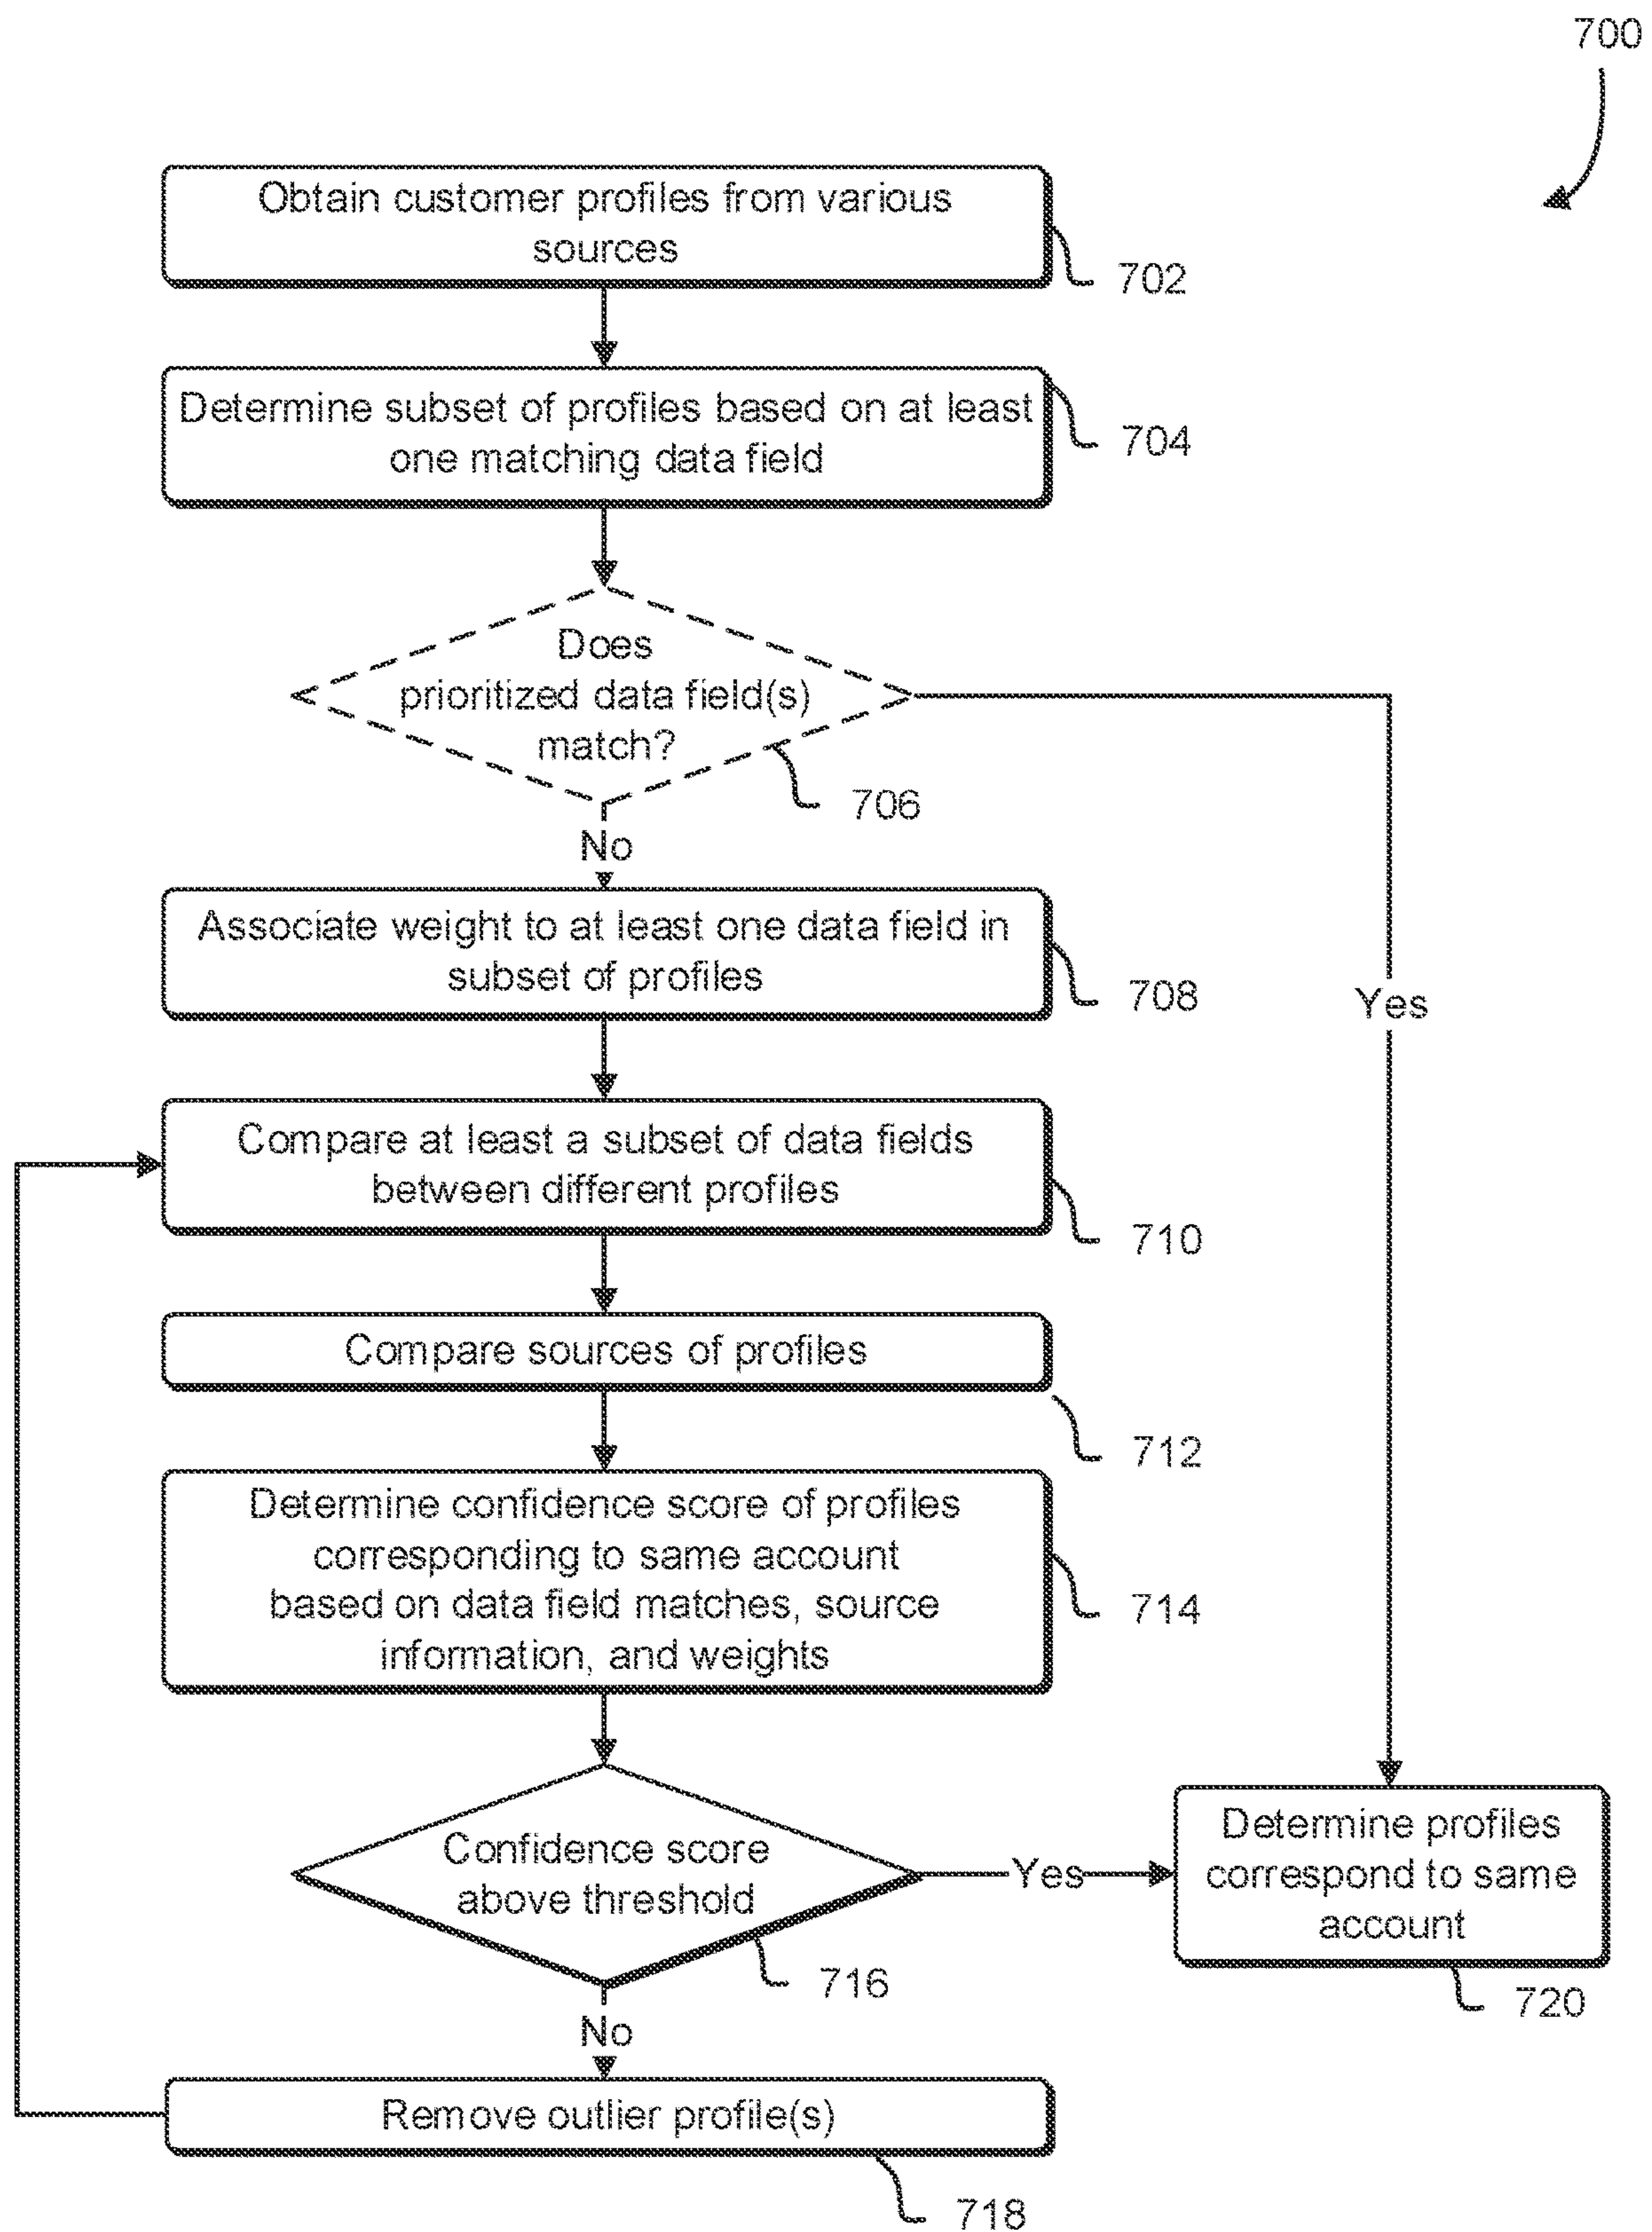 700
Obtain customer profiles from various
sources
702
Determine subset of profiles based on at least
one matching data field
704
Does
prioritized data field(s)
match?
706
No
Associate weight to at least one data field in
subset of profiles
708
Yes
Compare at least a subset of data fields
between different profiles
710
Compare sources of profiles
712
Determine confidence score of profiles
corresponding to same account
based on data field matches, source
information, and weights
714
Confidence score
above threshold
716
Yes
Determine profiles
correspond to same
account
720
No
Remove outlier profile(s)
718